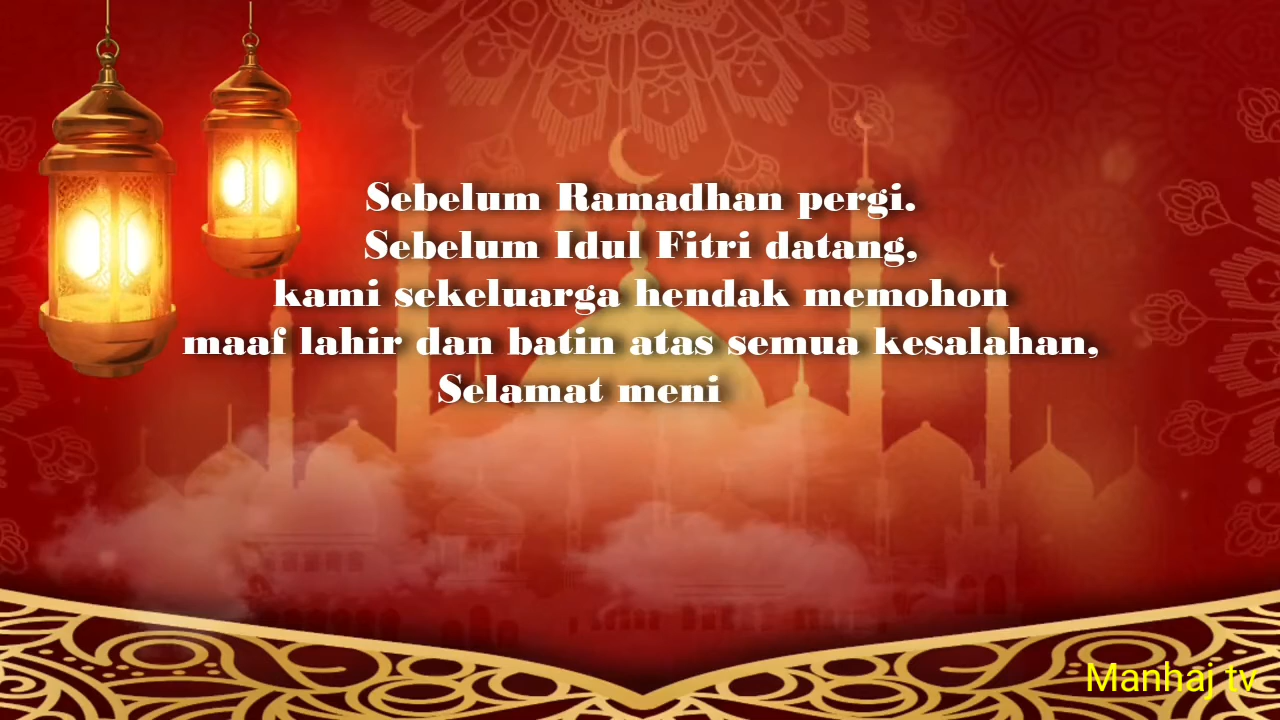 Sebelum Ramadhan pergi.
Sebelum Idul Fitri datang,
kami sekeluarga hendak memohon
maaf lahir dan batin atas semua kesalahan,
Selamat meni
Manhaj tv